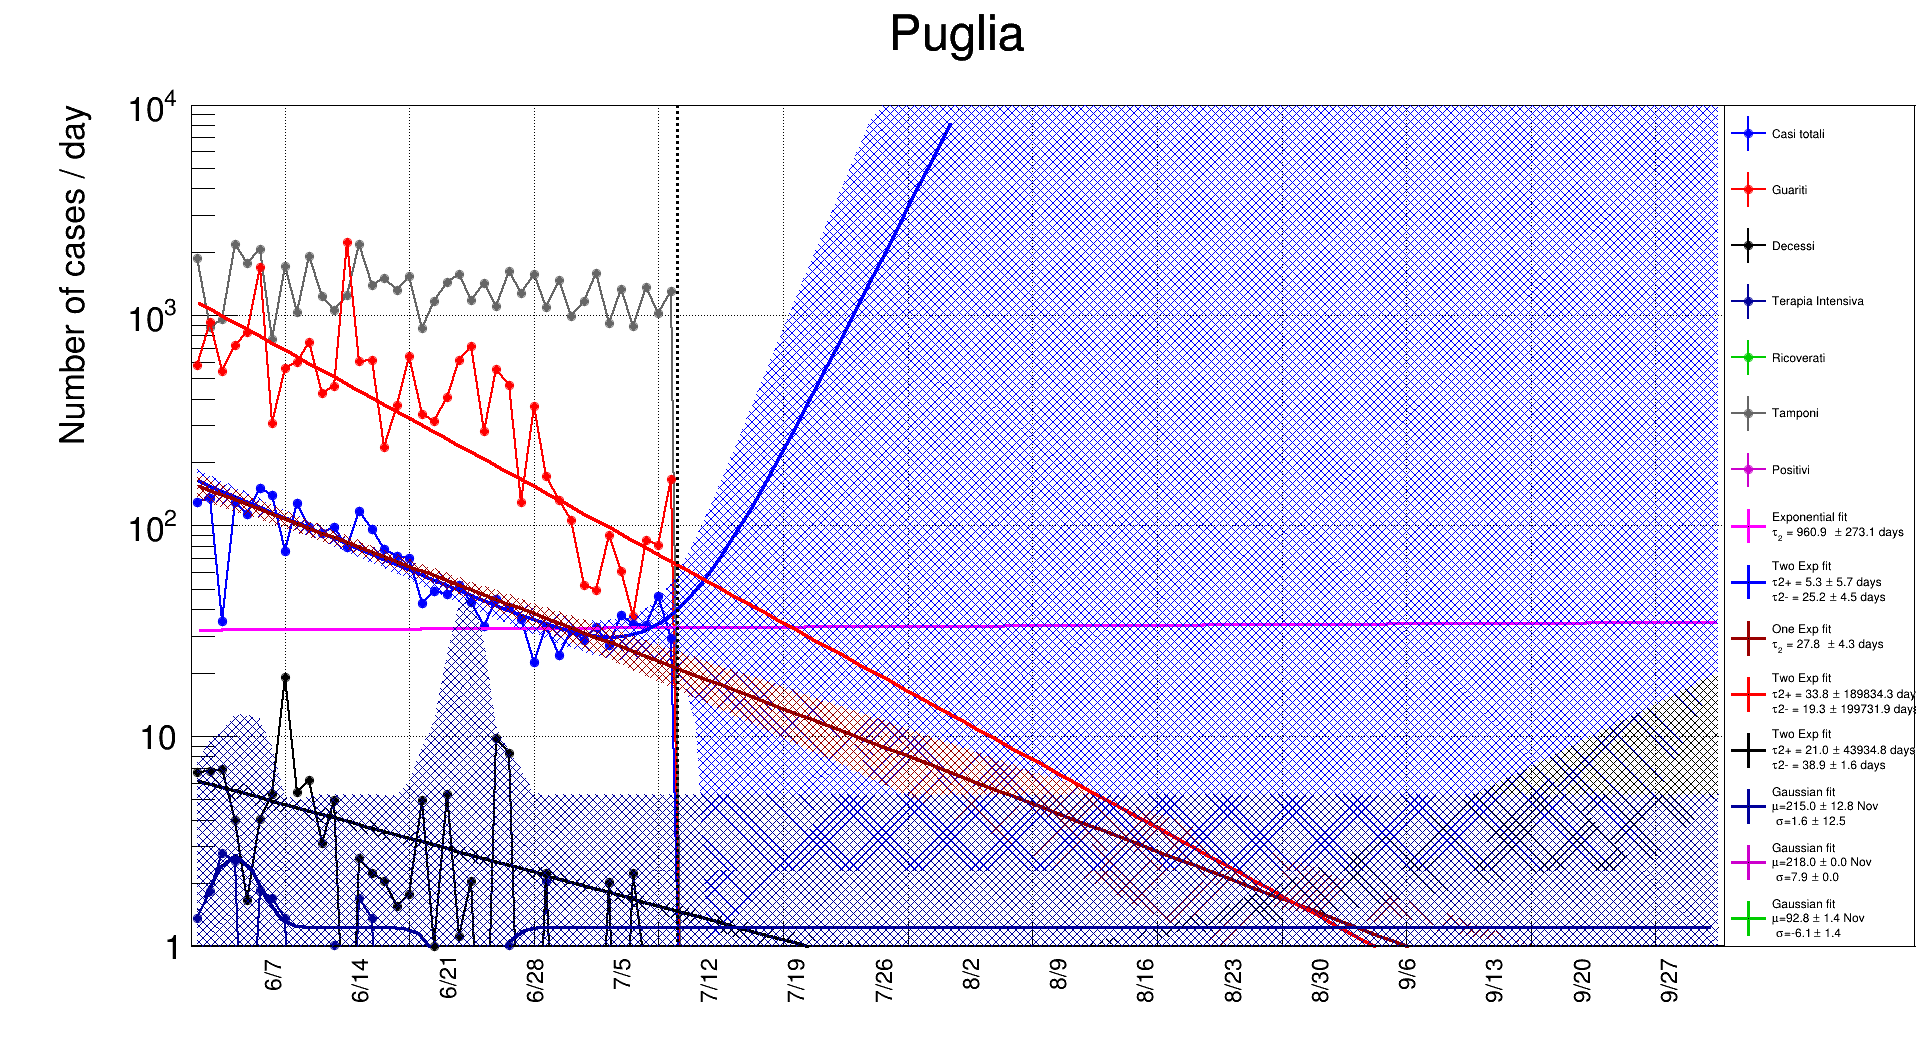 Puglia
Number of cases / day
10⁴
10³
10²
10
1
6/7
6/14
6/21
6/28
7/5
7/12
7/19
7/26
8/2
8/9
8/16
8/23
8/30
9/6
9/13
9/20
9/27
Casi totali
Guariti
Decessi
Terapia Intensiva
Ricoverati
Tamponi
Positivi
Exponential fit
τ₂ = 960.9 ± 273.1 days
Two Exp fit
τ2+ = 5.3 ± 5.7 days
τ2- = 25.2 ± 4.5 days
One Exp fit
τ₂ = 27.8 ± 4.3 days
Two Exp fit
τ2+ = 33.8 ± 189834.3 day
τ2- = 19.3 ± 199731.9 days
Two Exp fit
τ2+ = 21.0 ± 43934.8 days
τ2- = 38.9 ± 1.6 days
Gaussian fit
μ=215.0 ± 12.8 Nov
σ=1.6 ± 12.5
Gaussian fit
μ=218.0 ± 0.0 Nov
σ=7.9 ± 0.0
Gaussian fit
μ=92.8 ± 1.4 Nov
σ=-6.1 ± 1.4